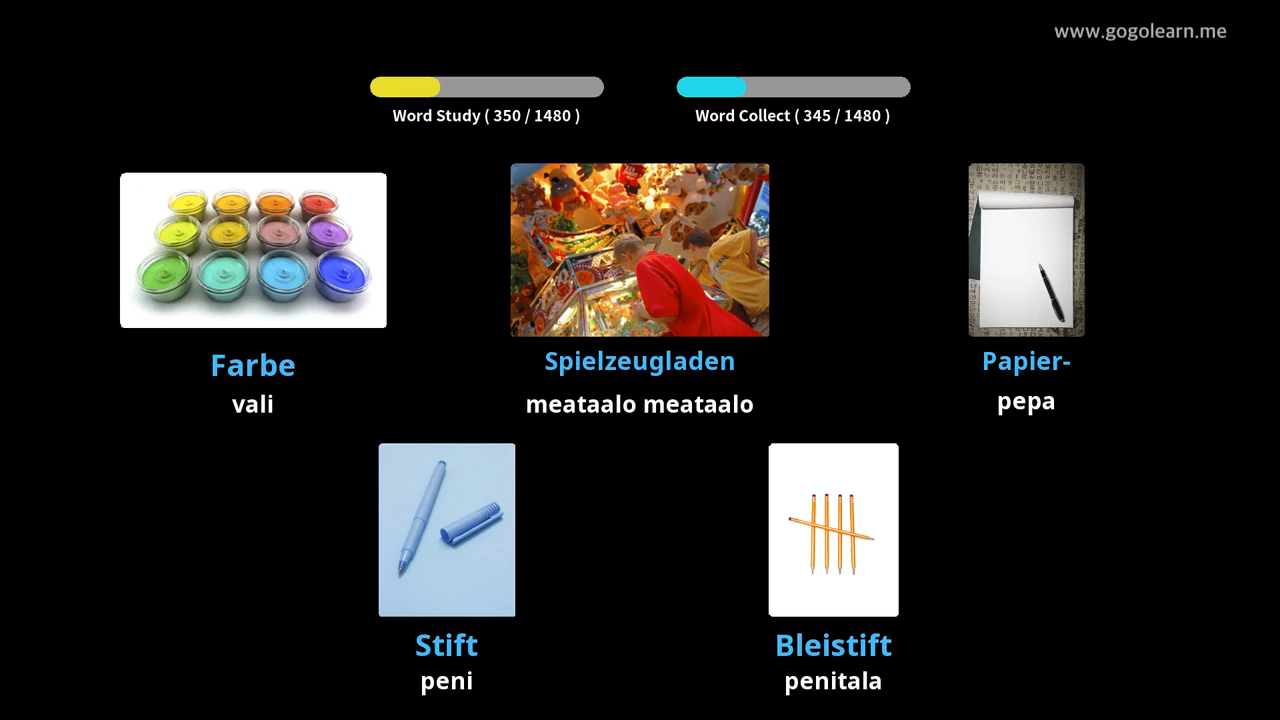 www.gogolearn.me
Word Study ( 350 / 1480 )
Word Collect ( 345 / 1480 )
Farbe
vali
Spielzeugladen
meataalo meataalo
Papier-
pepa
Stift
peni
Bleistift
penitala